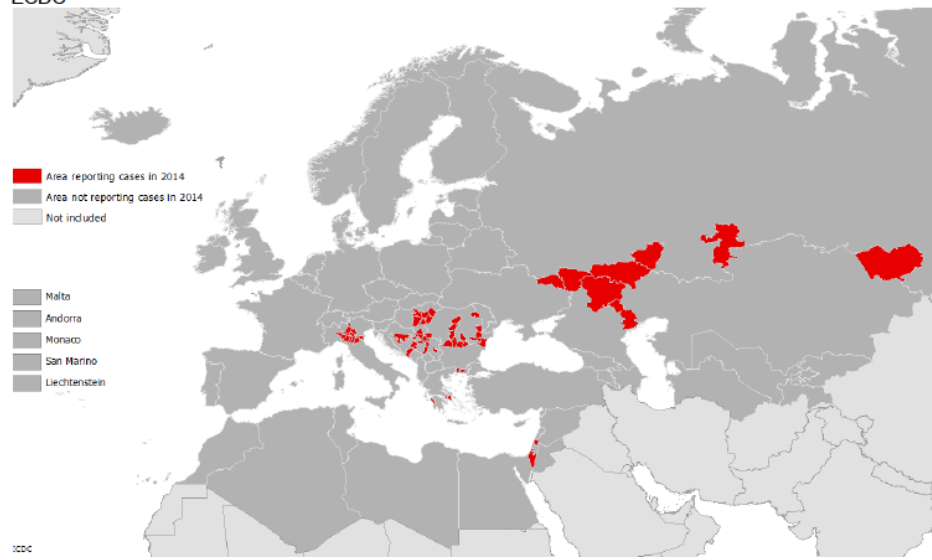 ECDC
Area reporting cases in 2014
Area not reporting cases in 2014
Not included
Malta
Andorra
Monaco
San Marino
Liechtenstein
ECDC